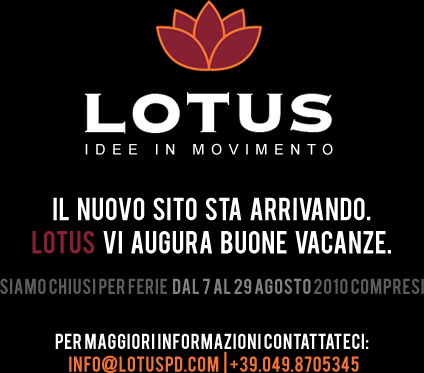 LOTUS
IDEE IN MOVIMENTO
IL NUOVO SITO STA ARRIVANDO.
LOTUS VI AUGURA BUONE VACANZE.
SIAMO CHIUSI PER FERIE DAL 7 AL 29 AGOSTO 2010 COMPRESI
PER MAGGIORI INFORMAZIONI CONTATTATECI:
INFO@LOTUSPD.COM | +39.049.8705345